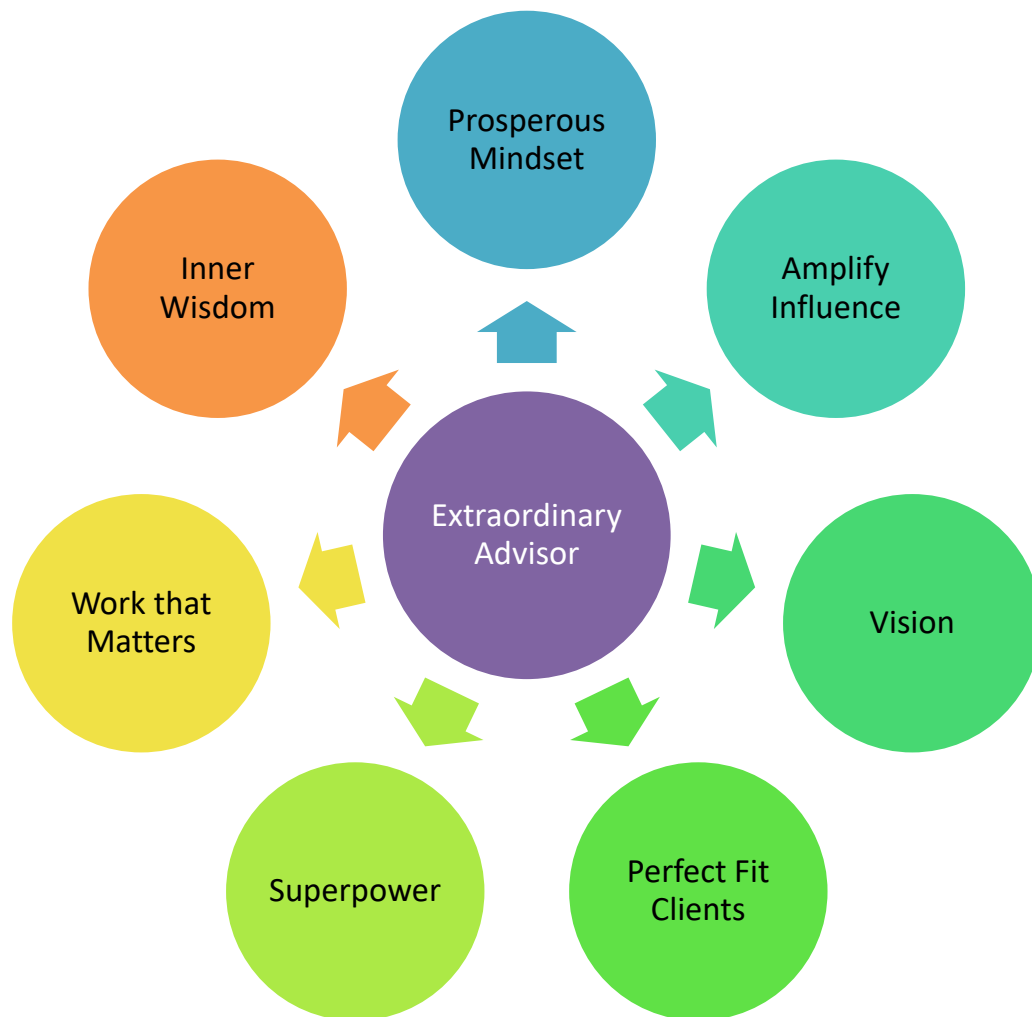 Prosperous
Mindset
Amplify
Influence
Vision
Perfect Fit
Clients
Superpower
Work that
Matters
Inner
Wisdom
Extraordinary
Advisor